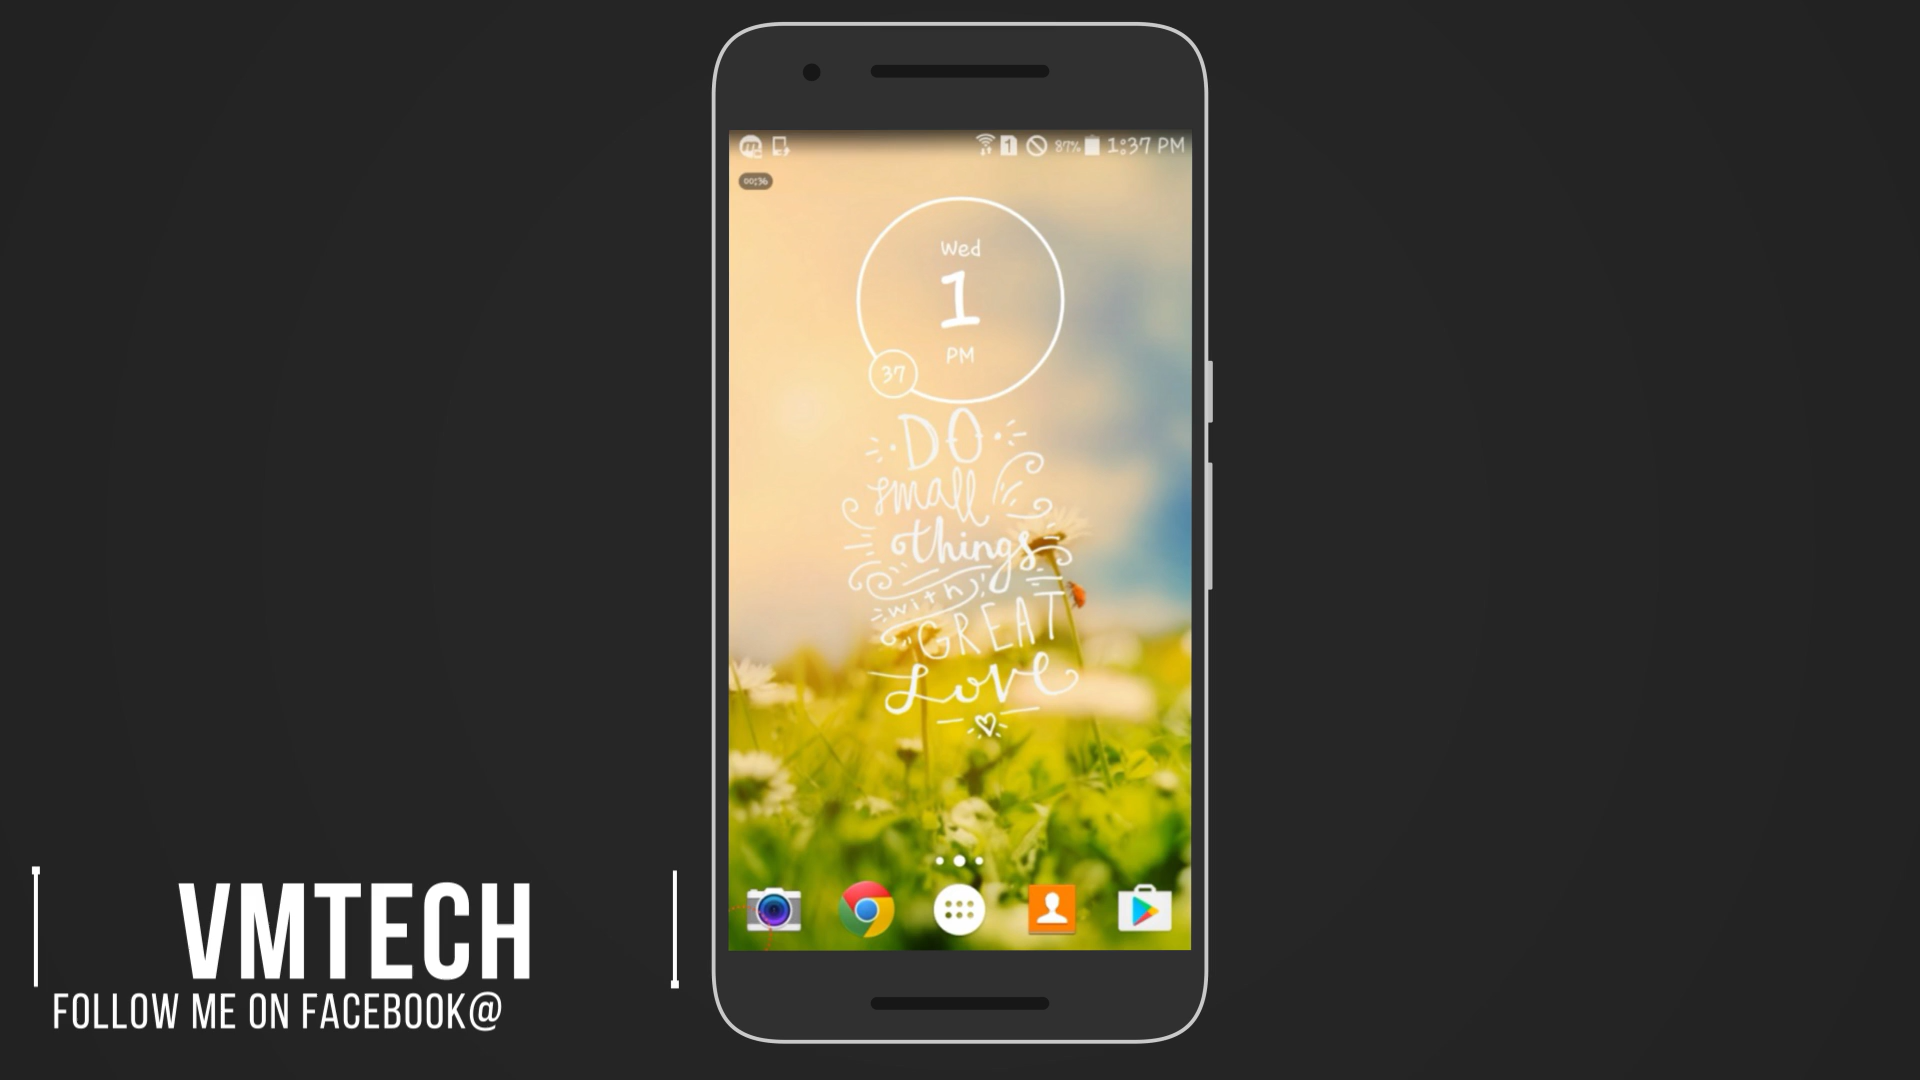 1 87% 1:37 PM
00:36
Wed
1
PM
37
DO
small
things
with
GREAT
Love
VMTECH
FOLLOW ME ON FACEBOOK@